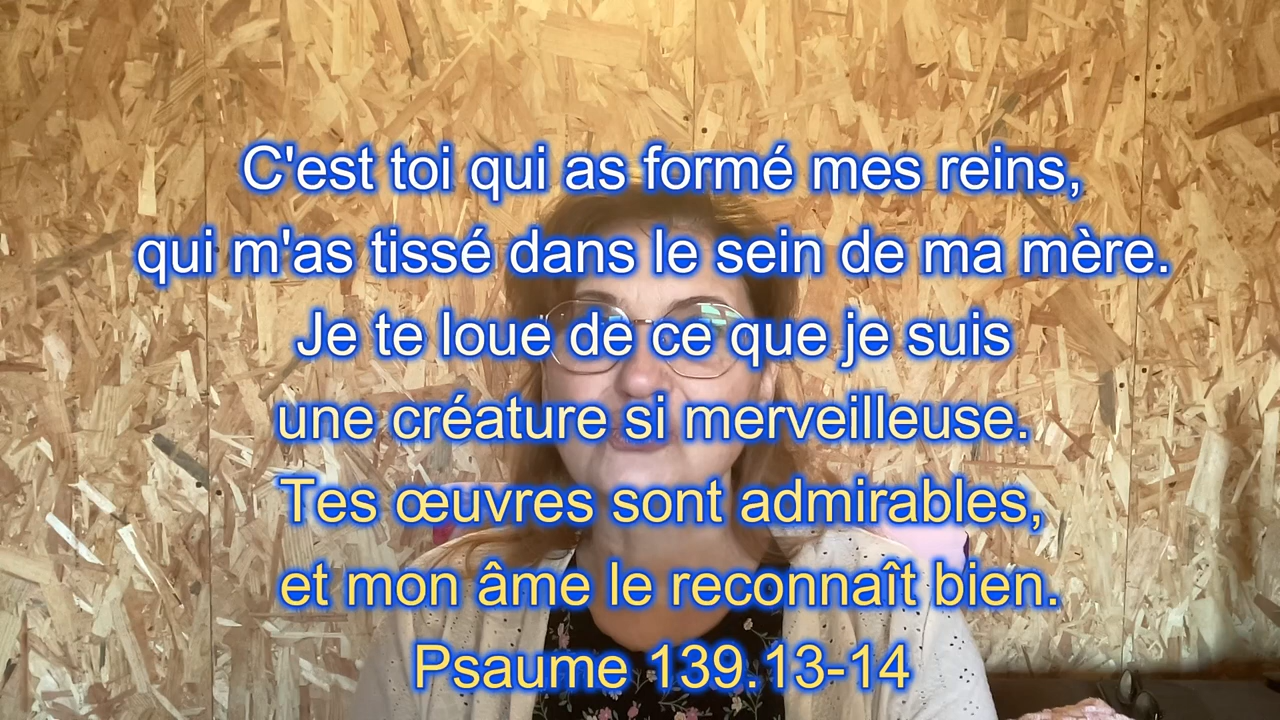 C'est toi qui as formé mes reins,
qui m'as tissé dans le sein de ma mère.
Je te loue de ce que je suis
une créature si merveilleuse.
Tes œuvres sont admirables,
et mon âme le reconnaît bien.
Psaume 139.13-14